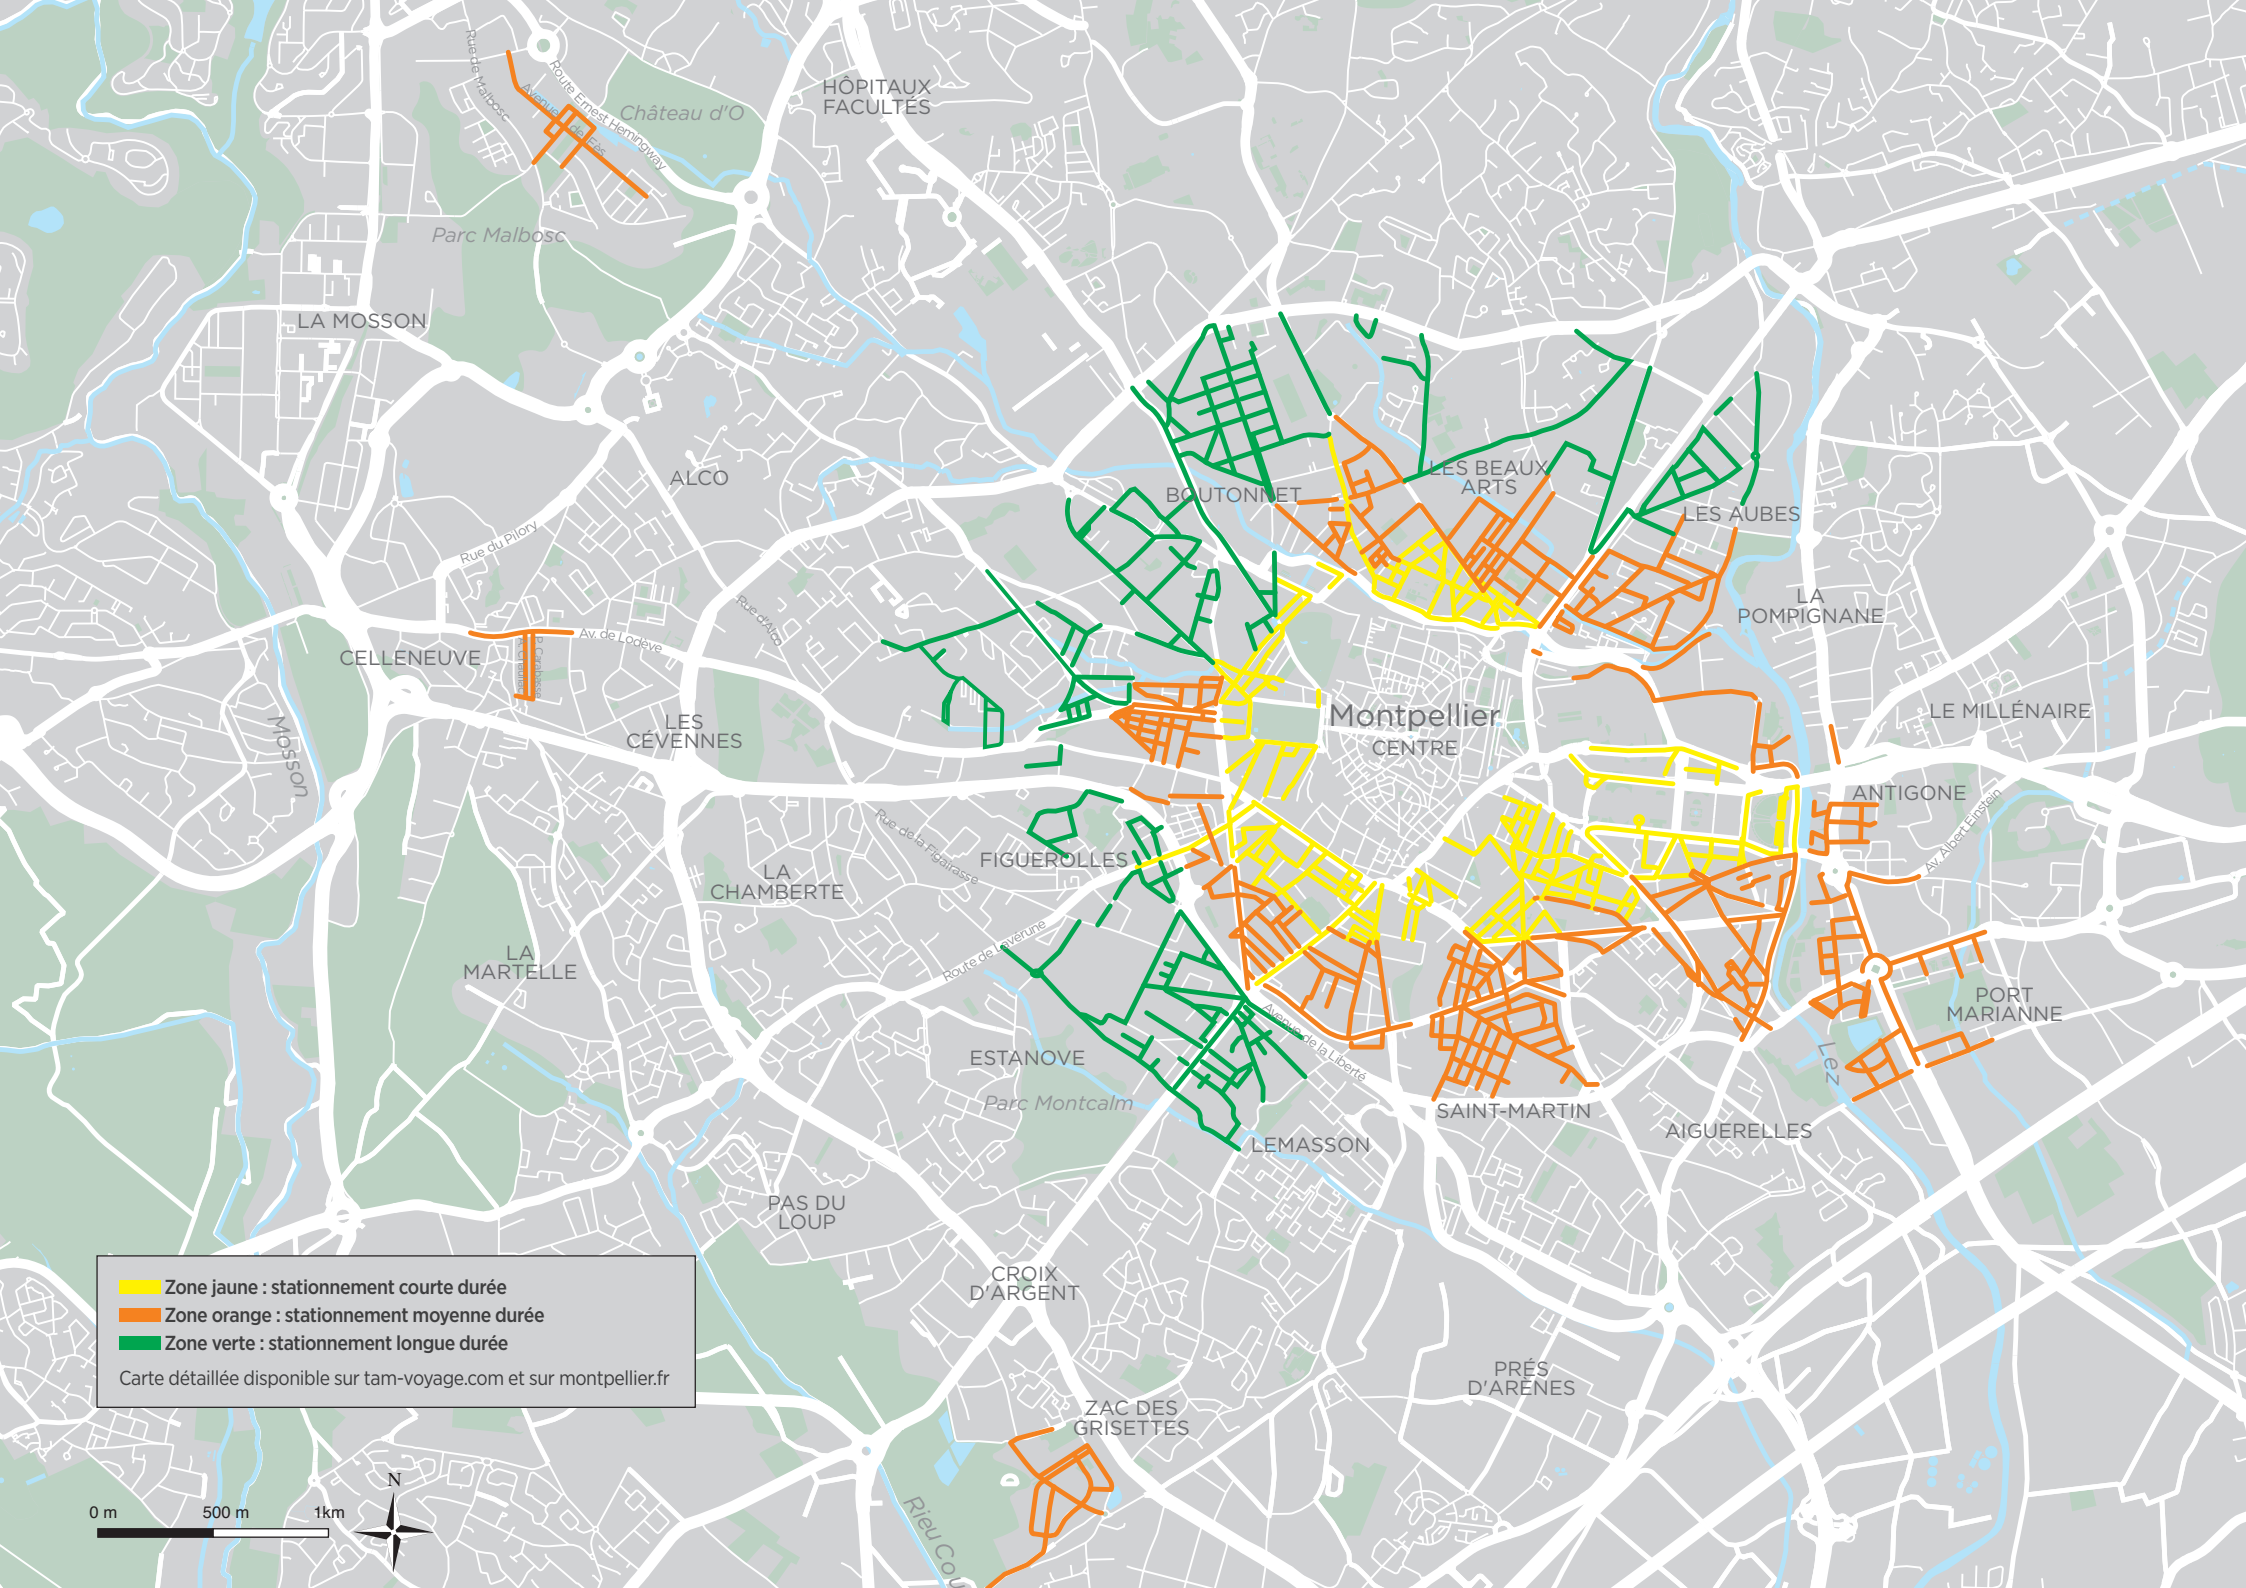 HÔPITAUX
FACULTÉS
Rue de Malbosc
Route Ernest Hemingway
Avenue de Fès
Château d'O
Parc Malbosc
LA MOSSON
ALCO
BOUTONNET
LES BEAUX
ARTS
LES AUBES
Rue du Pilory
Rue d'Alco
LA
POMPIGNANE
Av. de Lodève
CELLENEUVE
LES
CÉVENNES
Montpellier
CENTRE
LE MILLÉNAIRE
Mosson
ANTIGONE
Av. Albert Einstein
Rue de la Figairasse
FIGUEROLLES
LA
CHAMBERTE
Route de Lavérune
LA
MARTELLE
PORT
MARIANNE
Avenue de la Liberté
ESTANOVE
Lez
Parc Montcalm
SAINT-MARTIN
AIGUERELLES
LEMASSON
PAS DU
LOUP
CROIX
D'ARGENT
Zone jaune : stationnement courte durée
Zone orange : stationnement moyenne durée
Zone verte : stationnement longue durée
Carte détaillée disponible sur tam-voyage.com et sur montpellier.fr
PRÉS
D'ARÈNES
ZAC DES
GRISETTES
N
0 m 500 m 1km
Rieu Cou